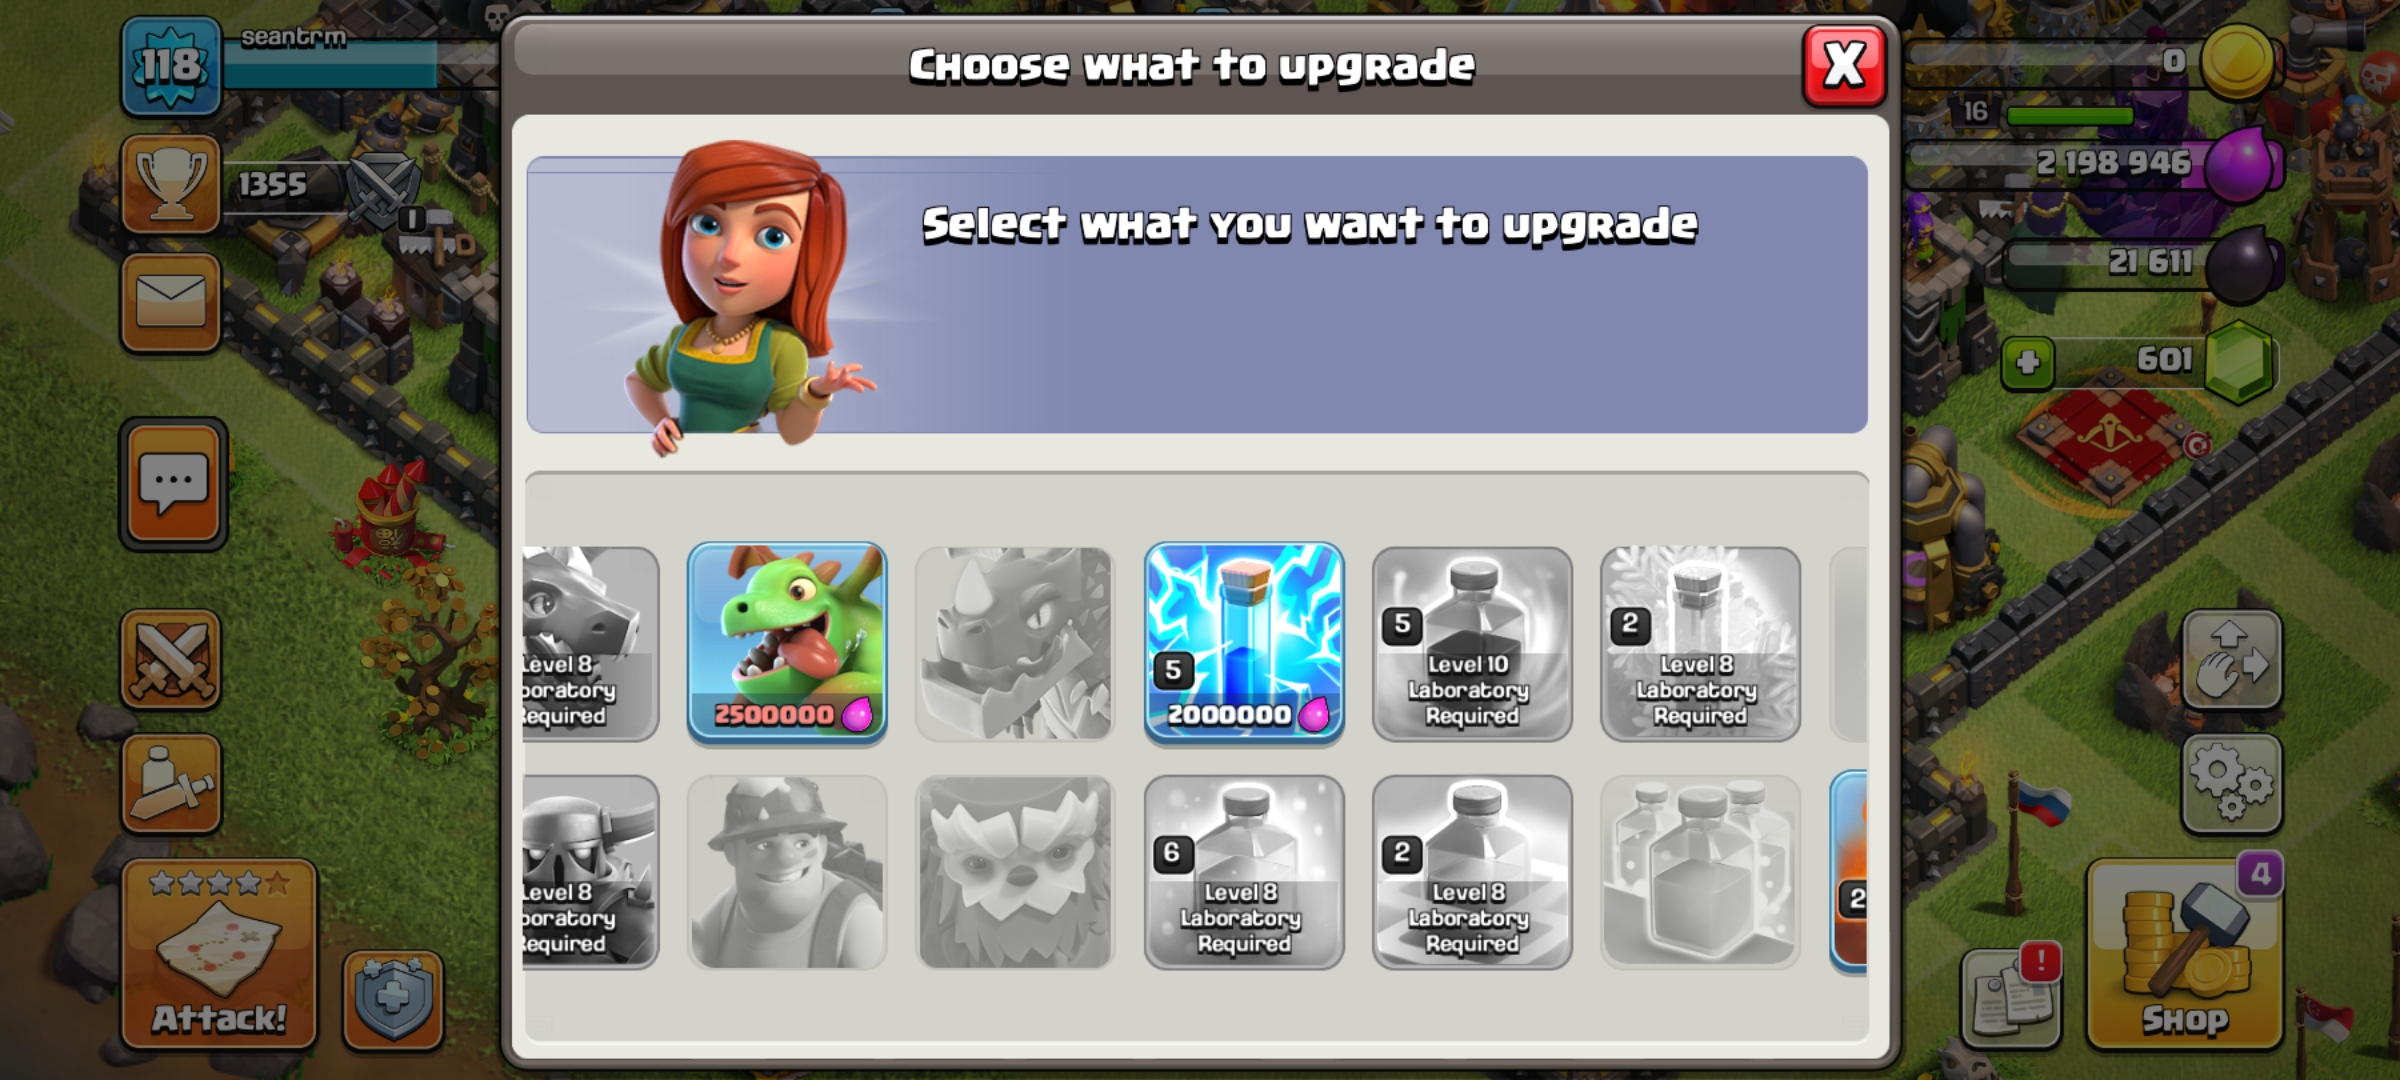 118
seantrm
Choose what to upgrade
X
0
16
2 198 946
1355
1
Select what you want to upgrade
21 611
601
Level 8
boratory
Required
2500000
5
2000000
5
Level 10
Laboratory
Required
2
Level 8
Laboratory
Required
Level 8
boratory
Required
6
Level 8
Laboratory
Required
2
Level 8
Laboratory
Required
2
4
!
Attack!
Shop